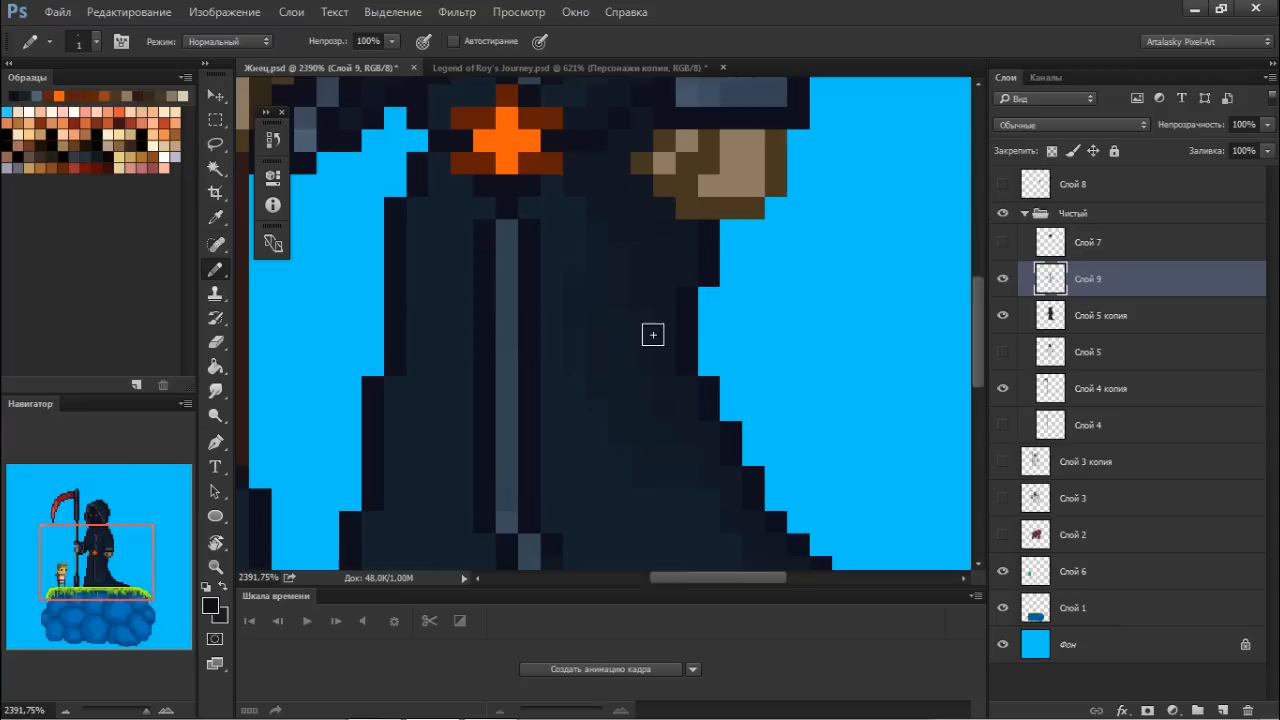 Ps Файл Редактирование Изображение Слои Текст Выделение Фильтр Просмотр Окно Справка
1 Режим: Нормальный Непрозр.: 100% Автостирание Artalasky Pixel-Art
Жнец.psd @ 2390% (Слой 9, RGB/8)* Legend of Roy's Journey.psd @ 621% (Персонажи копия, RGB/8) *
Образцы
Слои Каналы
Вид
Обычные Непрозрачность: 100%
Закрепить: Заливка: 100%
Слой 8
Чистый
Слой 7
Слой 9
Слой 5 копия
Слой 5
Слой 4 копия
Слой 4
Слой 3 копия
Слой 3
Слой 2
Слой 6
Слой 1
Фон
Навигатор
2391,75% Док: 48,0K/1,00M
Шкала времени
Создать анимацию кадра
2391,75%